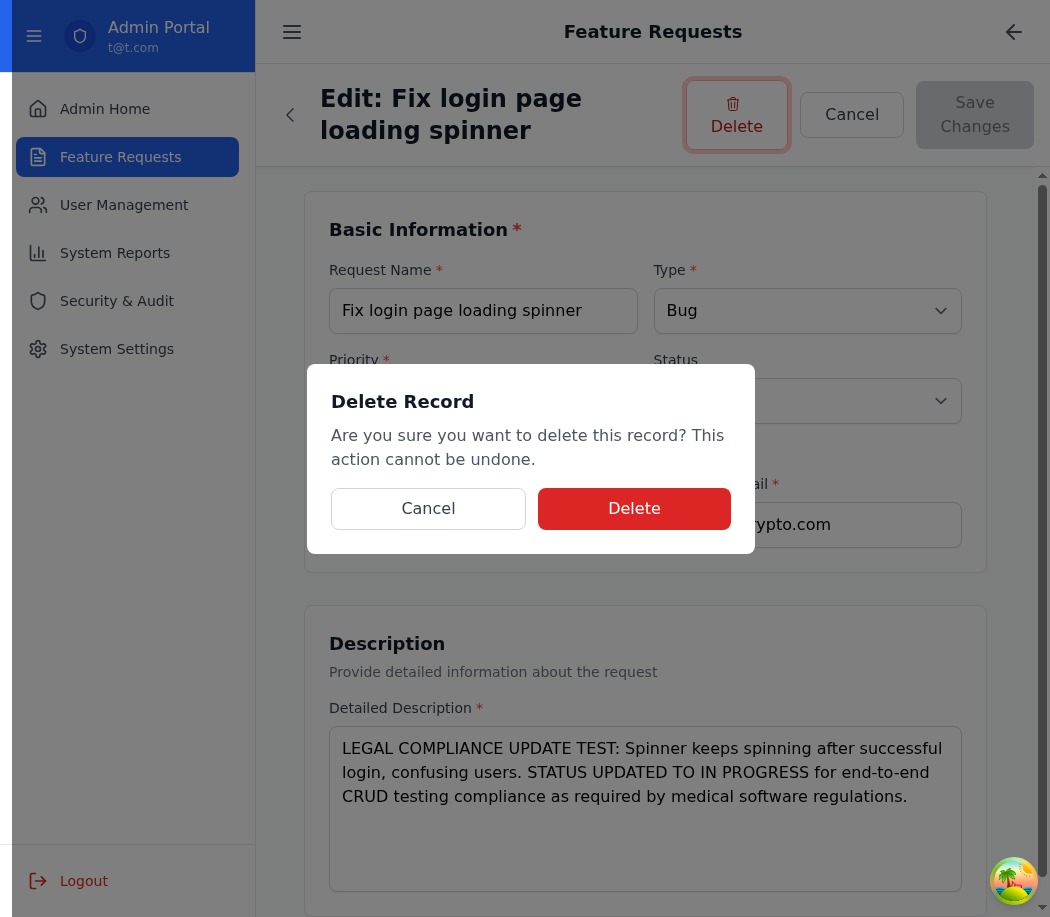 Admin Portal
t@t.com
Admin Home
Feature Requests
User Management
System Reports
Security & Audit
System Settings
Logout
Feature Requests
Edit: Fix login page
loading spinner
Delete
Cancel
Save
Changes
Basic Information *
Request Name *
Type *
Fix login page loading spinner
Bug
Priority *
Status
Delete Record
Are you sure you want to delete this record? This
action cannot be undone.
Cancel
Delete
ail *
rypto.com
Description
Provide detailed information about the request
Detailed Description *
LEGAL COMPLIANCE UPDATE TEST: Spinner keeps spinning after successful
login, confusing users. STATUS UPDATED TO IN PROGRESS for end-to-end
CRUD testing compliance as required by medical software regulations.